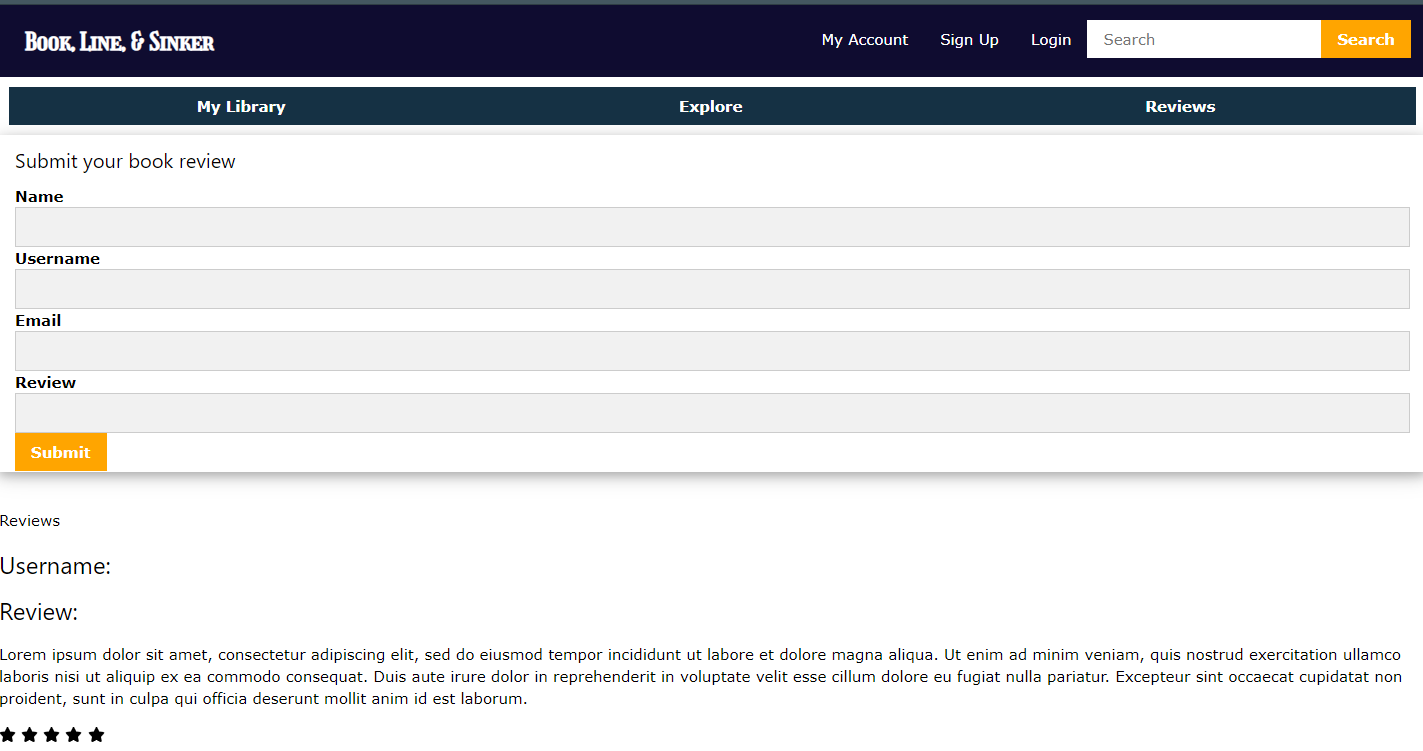 Book, Line, & Sinker
My Account Sign Up Login Search Search
My Library Explore Reviews
Submit your book review
Name
Username
Email
Review
Submit
Reviews
Username:
Review:
Lorem ipsum dolor sit amet, consectetur adipiscing elit, sed do eiusmod tempor incididunt ut labore et dolore magna aliqua. Ut enim ad minim veniam, quis nostrud exercitation ullamco
laboris nisi ut aliquip ex ea commodo consequat. Duis aute irure dolor in reprehenderit in voluptate velit esse cillum dolore eu fugiat nulla pariatur. Excepteur sint occaecat cupidatat non
proident, sunt in culpa qui officia deserunt mollit anim id est laborum.